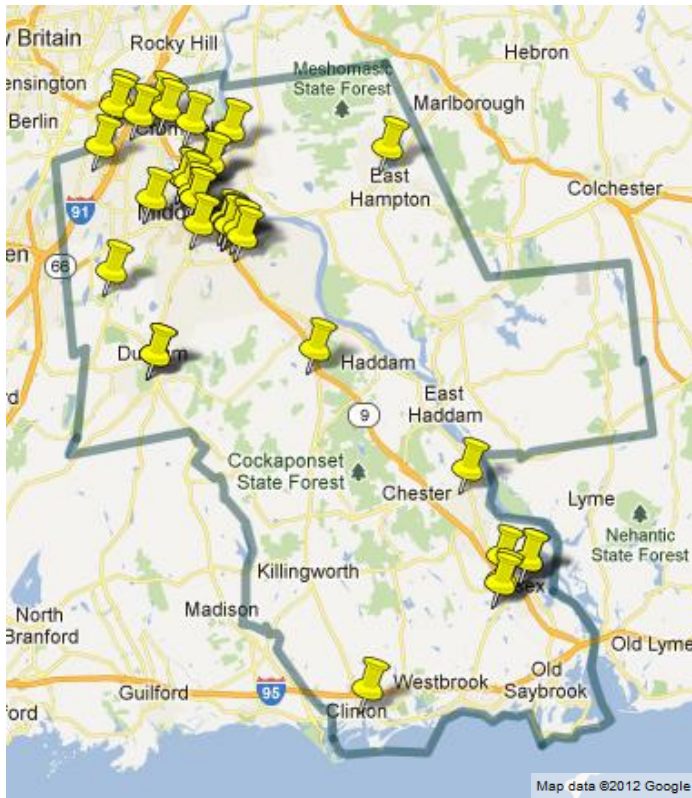 Britain
Rocky Hill
Hebron
ensington
Meshomasic
State Forest
Marlborough
Berlin
East
Hampton
Colchester
91
en
66
Haddam
rd
East
Haddam
9
Cockaponset
State Forest
Chester
Lyme
Nehantic
State Forest
Killingworth
North
Branford
Madison
Old Lyme
Westbrook
Old
Saybrook
Guilford
95
ford
Clinton
Map data ©2012 Google